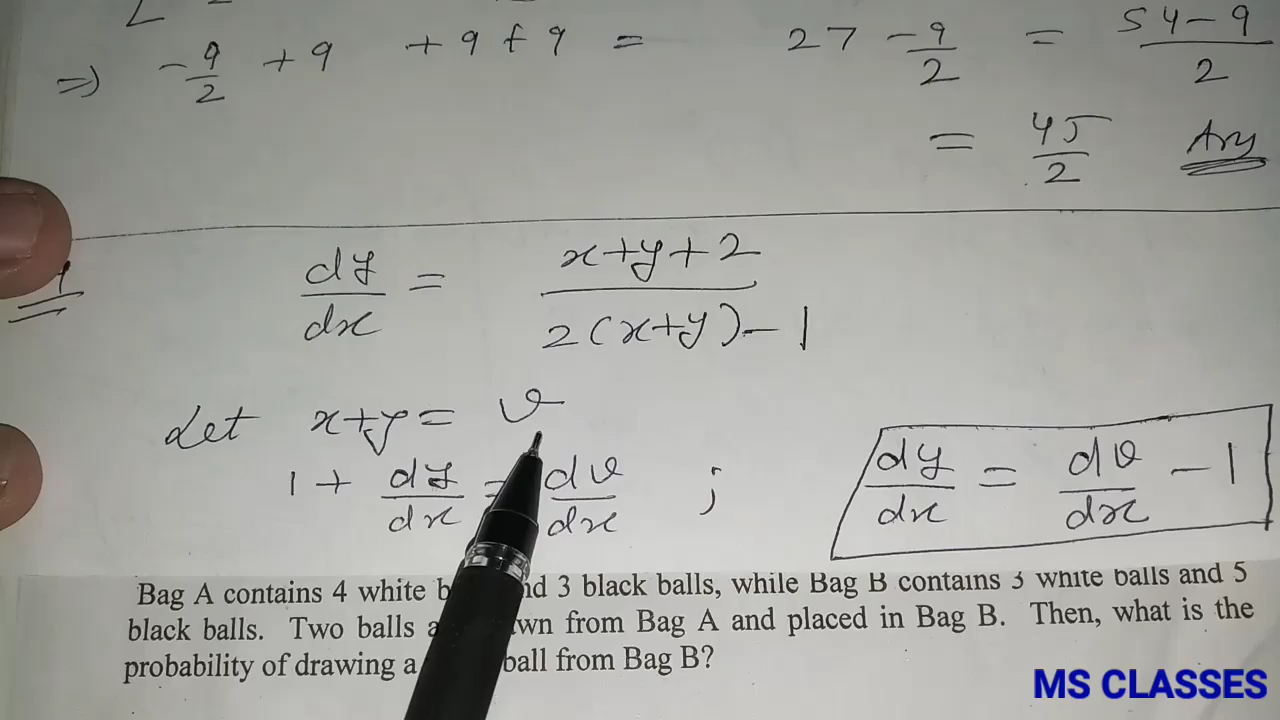 => -9/2 + 9 + 9 + 9 = 27 - 9/2 = 54-9/2
= 45/2 Ans
1 dy/dx = x+y+2/2(x+y)-1
Let x+y = v
1 + dy/dx = dv/dx ; dy/dx = dv/dx - 1
Bag A contains 4 white b nd 3 black balls, while Bag B contains 3 white balls and 5
black balls. Two balls a wn from Bag A and placed in Bag B. Then, what is the
probability of drawing a ball from Bag B?
MS CLASSES